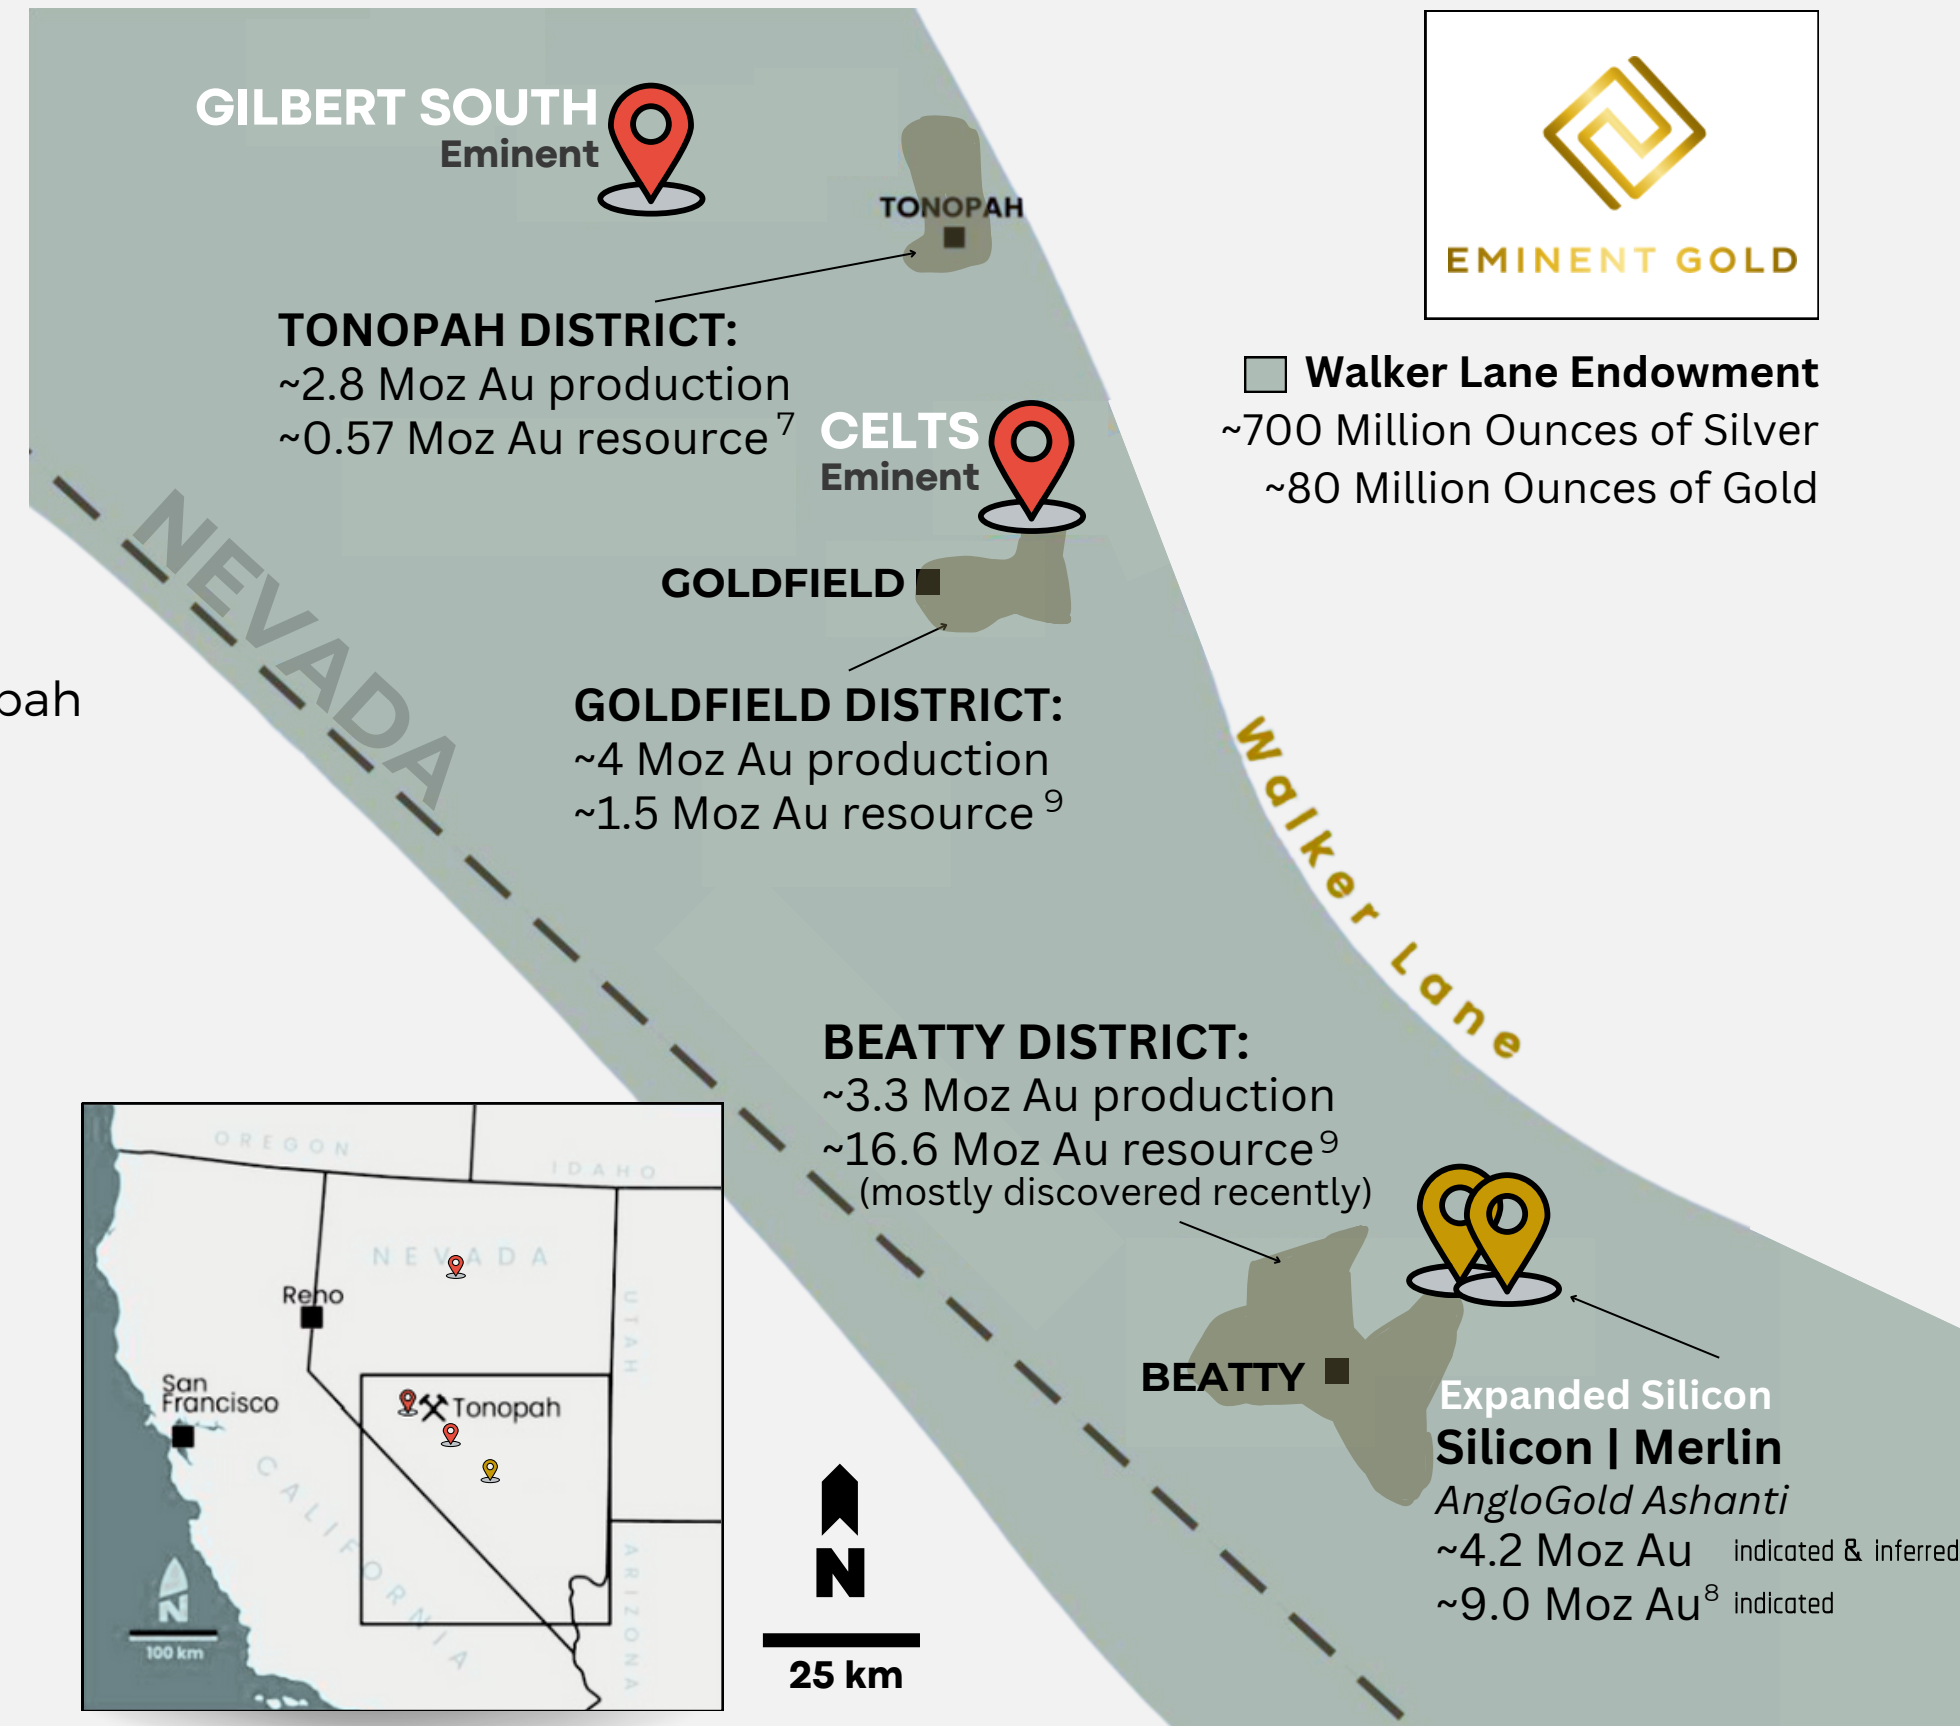 GILBERT SOUTH
Eminent
TONOPAH
EMINENT GOLD
TONOPAH DISTRICT:
~2.8 Moz Au production
~0.57 Moz Au resource 7
Walker Lane Endowment
~700 Million Ounces of Silver
~80 Million Ounces of Gold
CELTS
Eminent
NEVADA
GOLDFIELD
pah
GOLDFIELD DISTRICT:
~4 Moz Au production
~1.5 Moz Au resource 9
Walker Lane
BEATTY DISTRICT:
~3.3 Moz Au production
~16.6 Moz Au resource 9
(mostly discovered recently)
BEATTY
Expanded Silicon
Silicon | Merlin
AngloGold Ashanti
~4.2 Moz Au indicated & inferred
~9.0 Moz Au8 indicated
OREGON
IDAHO
NEVADA
Reno
UTAH
San
Francisco
Tonopah
CALIFORNIA
ARIZONA
N
100 km
N
25 km